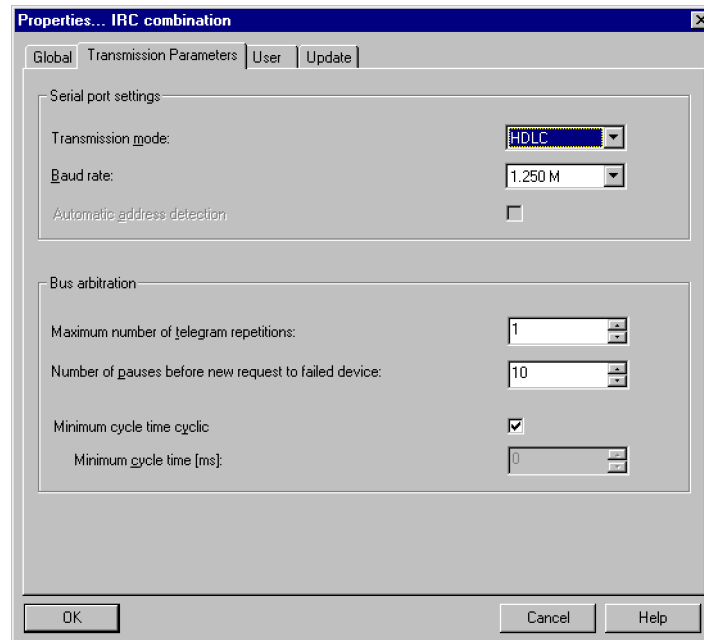 Properties... IRC combination
Global Transmission Parameters User Update
Serial port settings
Transmission mode: HDLC
Baud rate: 1.250 M
Automatic address detection
Bus arbitration
Maximum number of telegram repetitions: 1
Number of pauses before new request to failed device: 10
Minimum cycle time cyclic
Minimum cycle time [ms]: 0
OK Cancel Help